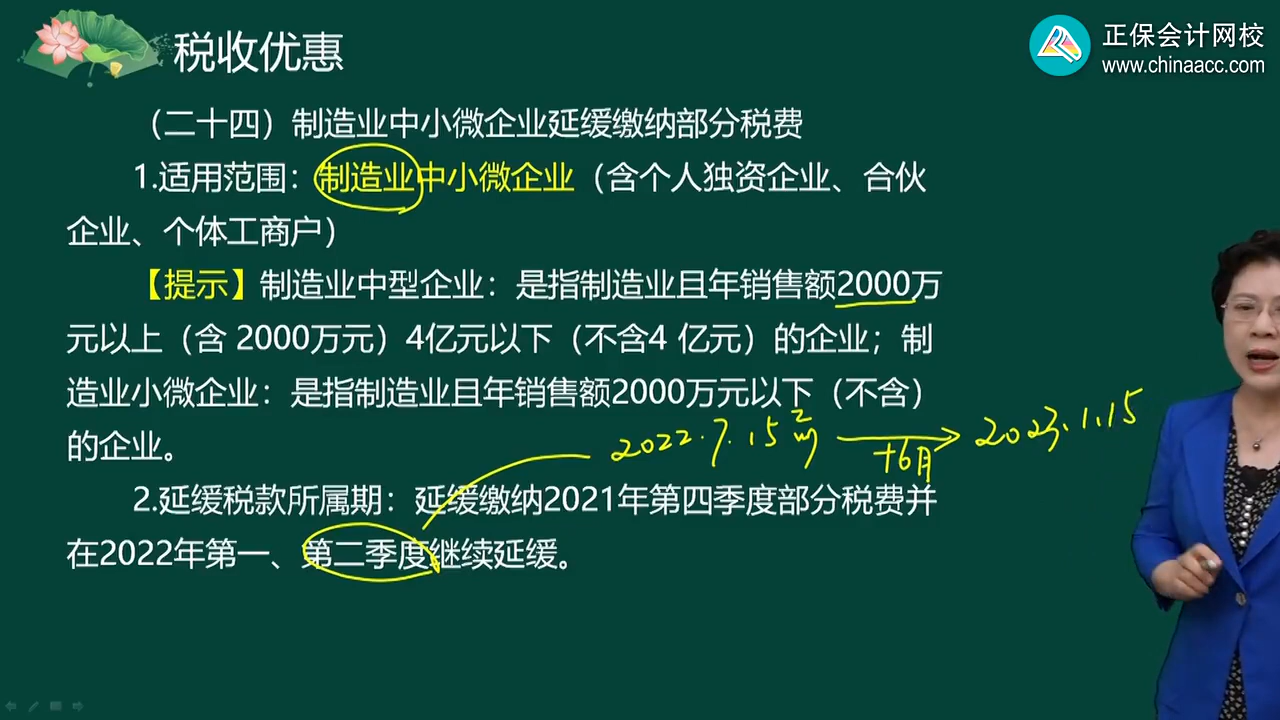 税收优惠
正保会计网校
www.chinaacc.com
（二十四）制造业中小微企业延缓缴纳部分税费
1.适用范围：制造业中小微企业（含个人独资企业、合伙
企业、个体工商户）
【提示】制造业中型企业：是指制造业且年销售额2000万
元以上（含 2000万元）4亿元以下（不含4 亿元）的企业；制
造业小微企业：是指制造业且年销售额2000万元以下（不含）
的企业。
2022.7.15
+6月
2023.1.15
2.延缓税款所属期：延缓缴纳2021年第四季度部分税费并
在2022年第一、第二季度继续延缓。